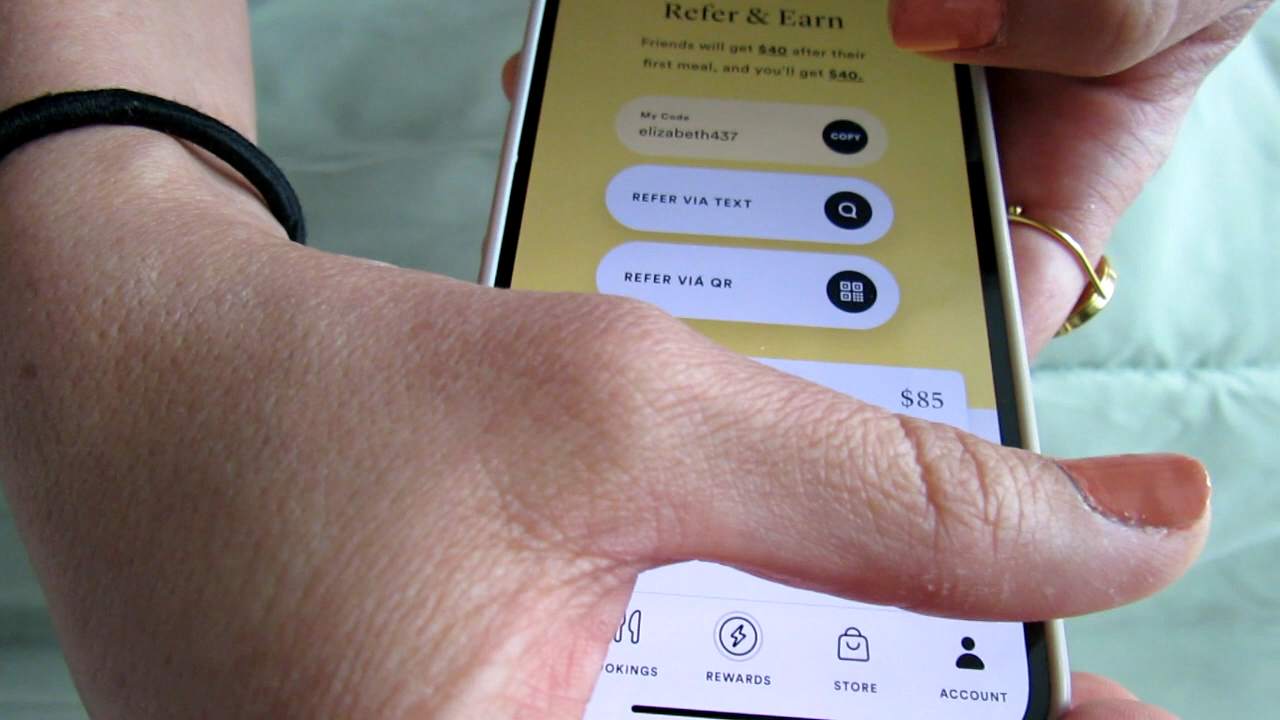 Refer & Earn
Friends will get $40 after their
first meal, and you'll get $40.
My Code
elizabeth437
COPY
REFER VIA TEXT
REFER VIA QR
$85
OKINGS
REWARDS
STORE
ACCOUNT